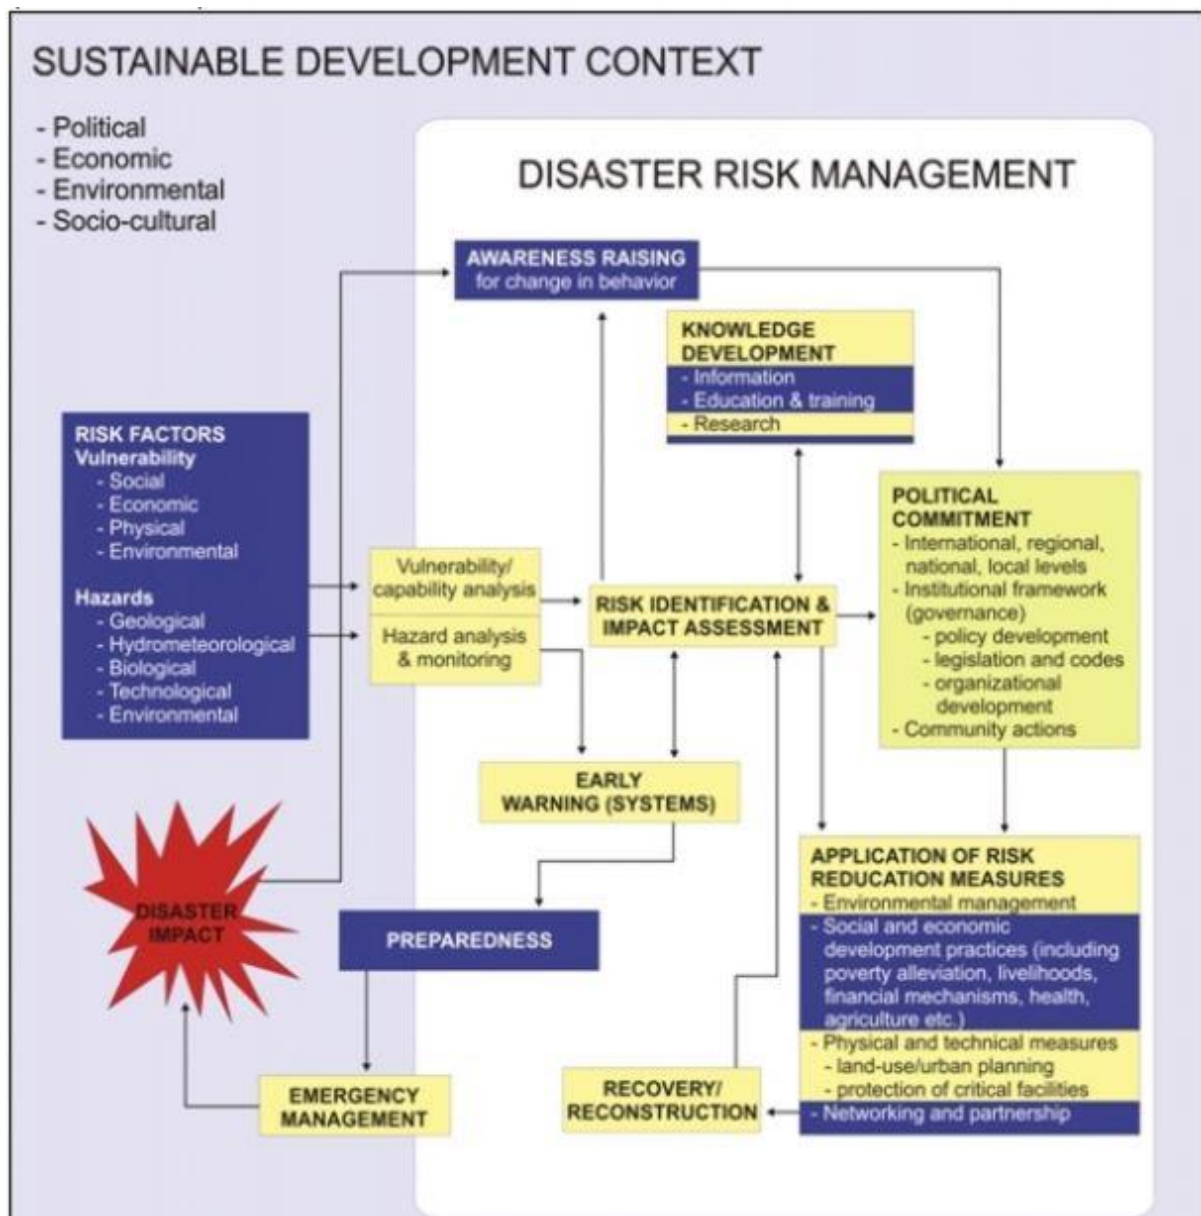 SUSTAINABLE DEVELOPMENT CONTEXT
- Political
- Economic
- Environmental
- Socio-cultural
DISASTER RISK MANAGEMENT
AWARENESS RAISING
for change in behavior
KNOWLEDGE
DEVELOPMENT
- Information
- Education & training
- Research
RISK FACTORS
Vulnerability
- Social
- Economic
- Physical
- Environmental
Hazards
- Geological
- Hydrometeorological
- Biological
- Technological
- Environmental
Vulnerability/
capability analysis
Hazard analysis
& monitoring
RISK IDENTIFICATION &
IMPACT ASSESSMENT
POLITICAL
COMMITMENT
- International, regional,
national, local levels
- Institutional framework
(governance)
- policy development
- legislation and codes
- organizational
development
- Community actions
EARLY
WARNING (SYSTEMS)
APPLICATION OF RISK
REDUCATION MEASURES
- Environmental management
- Social and economic
development practices (including
poverty alleviation, livelihoods,
financial mechanisms, health,
agriculture etc.)
- Physical and technical measures
- land-use/urban planning
- protection of critical facilities
- Networking and partnership
DISASTER
IMPACT
PREPAREDNESS
EMERGENCY
MANAGEMENT
RECOVERY/
RECONSTRUCTION